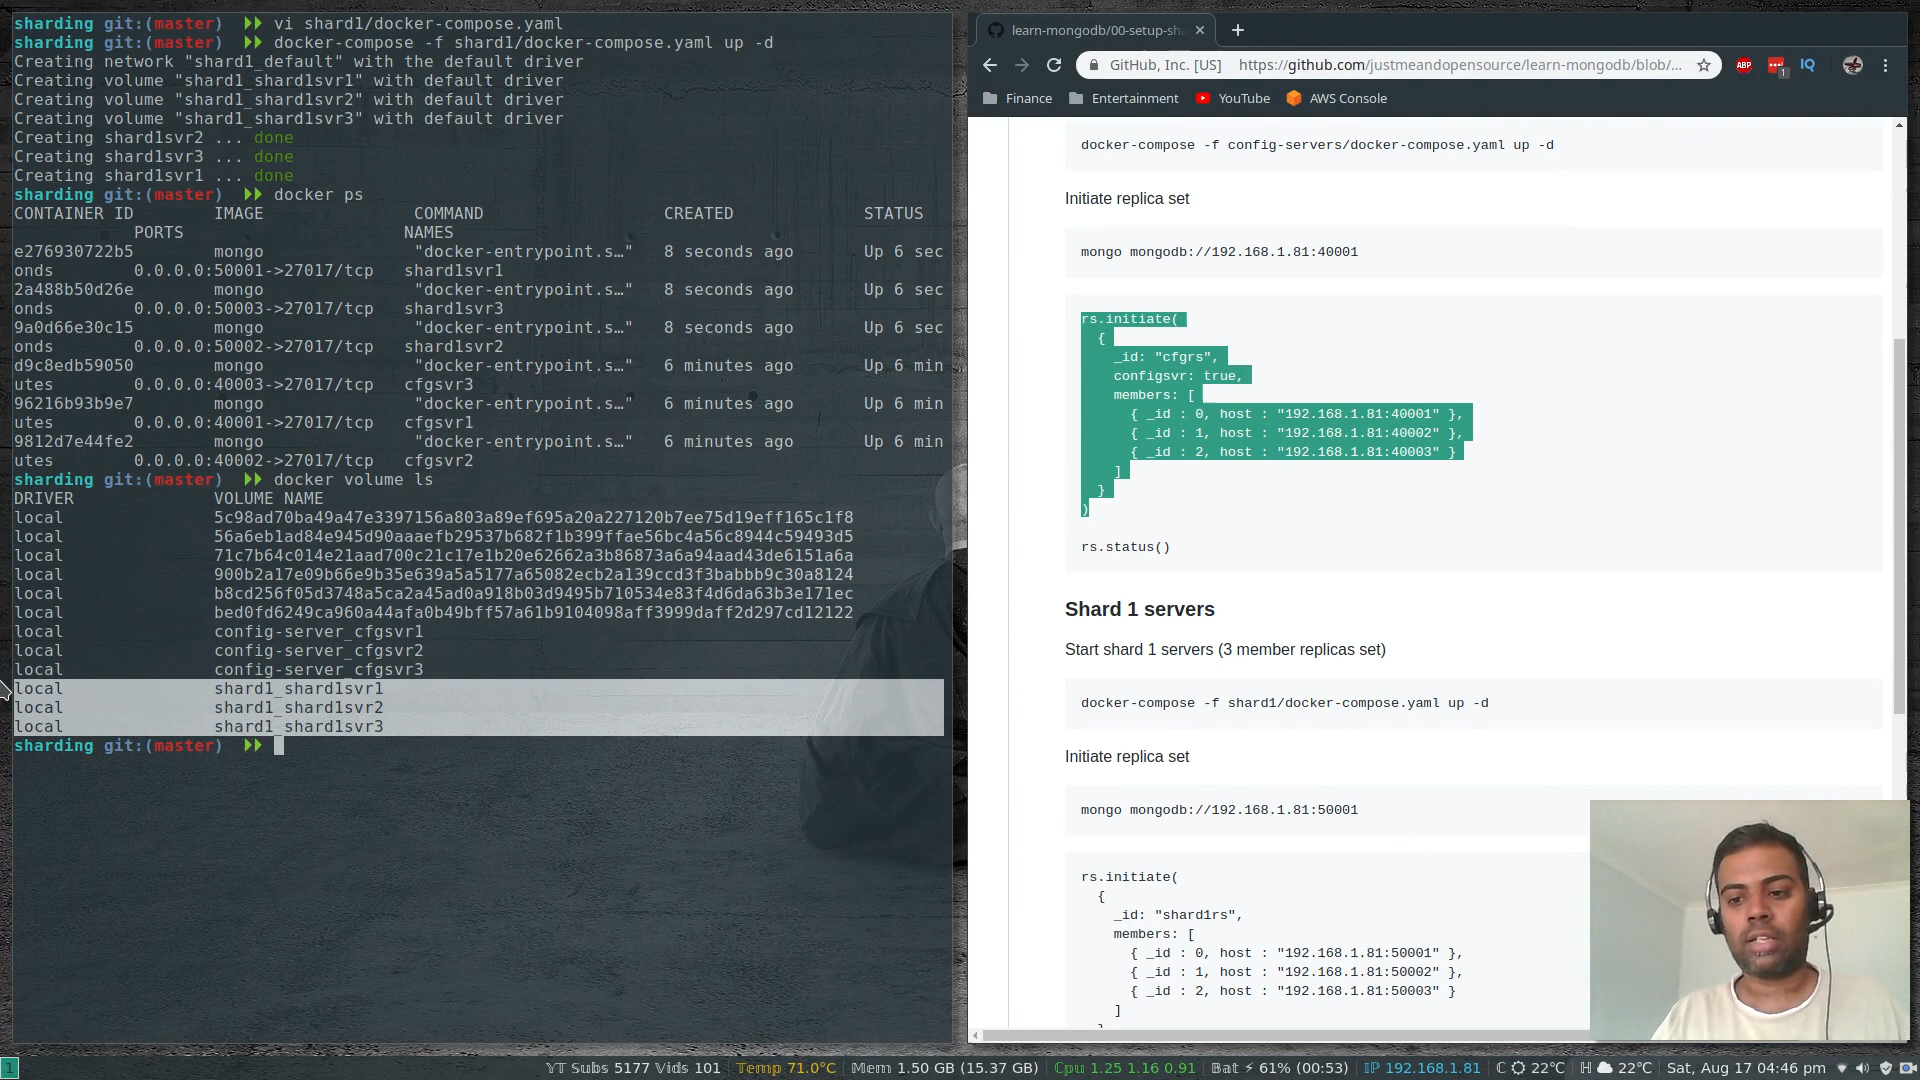 sharding git:(master) vi shard1/docker-compose.yaml
sharding git:(master) docker-compose -f shard1/docker-compose.yaml up -d
Creating network "shard1_default" with the default driver
Creating volume "shard1_shard1svr1" with default driver
Creating volume "shard1_shard1svr2" with default driver
Creating volume "shard1_shard1svr3" with default driver
Creating shard1svr2 ... done
Creating shard1svr3 ... done
Creating shard1svr1 ... done
sharding git:(master) docker ps
CONTAINER ID IMAGE COMMAND CREATED STATUS
PORTS NAMES
e276930722b5 mongo "docker-entrypoint.s…" 8 seconds ago Up 6 sec
onds 0.0.0.0:50001->27017/tcp shard1svr1
2a488b50d26e mongo "docker-entrypoint.s…" 8 seconds ago Up 6 sec
onds 0.0.0.0:50003->27017/tcp shard1svr3
9a0d66e30c15 mongo "docker-entrypoint.s…" 8 seconds ago Up 6 sec
onds 0.0.0.0:50002->27017/tcp shard1svr2
d9c8edb59050 mongo "docker-entrypoint.s…" 6 minutes ago Up 6 min
utes 0.0.0.0:40003->27017/tcp cfgsvr3
96216b93b9e7 mongo "docker-entrypoint.s…" 6 minutes ago Up 6 min
utes 0.0.0.0:40001->27017/tcp cfgsvr1
9812d7e44fe2 mongo "docker-entrypoint.s…" 6 minutes ago Up 6 min
utes 0.0.0.0:40002->27017/tcp cfgsvr2
sharding git:(master) docker volume ls
DRIVER VOLUME NAME
local 5c98ad70ba49a47e3397156a803a89ef695a20a227120b7ee75d19eff165c1f8
local 56a6eb1ad84e945d90aaaefb29537b682f1b399ffae56bc4a56c8944c59493d5
local 71c7b64c014e21aad700c21c17e1b20e62662a3b86873a6a94aad43de6151a6a
local 900b2a17e09b66e9b35e639a5a5177a65082ecb2a139ccd3f3babbb9c30a8124
local b8cd256f05d3748a5ca2a45ad0a918b03d9495b710534e83f4d6da63b3e171ec
local bed0fd6249ca960a44afa0b49bff57a61b9104098aff3999daff2d297cd12122
local config-server_cfgsvr1
local config-server_cfgsvr2
local config-server_cfgsvr3
local shard1_shard1svr1
local shard1_shard1svr2
local shard1_shard1svr3
sharding git:(master)
learn-mongodb/00-setup-sha
GitHub, Inc. [US] https://github.com/justmeandopensource/learn-mongodb/blob/...
ABP 1 IQ
Finance Entertainment YouTube AWS Console
docker-compose -f config-servers/docker-compose.yaml up -d
Initiate replica set
mongo mongodb://192.168.1.81:40001
rs.initiate(
{
_id: "cfgrs",
configsvr: true,
members: [
{ _id : 0, host : "192.168.1.81:40001" },
{ _id : 1, host : "192.168.1.81:40002" },
{ _id : 2, host : "192.168.1.81:40003" }
]
}
)
rs.status()
Shard 1 servers
Start shard 1 servers (3 member replicas set)
docker-compose -f shard1/docker-compose.yaml up -d
Initiate replica set
mongo mongodb://192.168.1.81:50001
rs.initiate(
{
_id: "shard1rs",
members: [
{ _id : 0, host : "192.168.1.81:50001" },
{ _id : 1, host : "192.168.1.81:50002" },
{ _id : 2, host : "192.168.1.81:50003" }
]
1 YT Subs 5177 Vids 101 Temp 71.0°C Mem 1.50 GB (15.37 GB) Cpu 1.25 1.16 0.91 Bat 61% (00:53) IP 192.168.1.81 C 22°C H 22°C Sat, Aug 17 04:46 pm